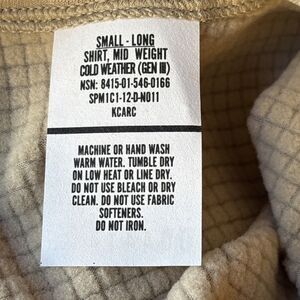 SMALL - LONG
SHIRT, MID WEIGHT
COLD WEATHER (GEN III)
NSN: 8415-01-546-0166
SPM1C1-12-D-N011
KCARC
MACHINE OR HAND WASH
WARM WATER. TUMBLE DRY
ON LOW HEAT OR LINE DRY.
DO NOT USE BLEACH OR DRY
CLEAN. DO NOT USE FABRIC
SOFTENERS.
DO NOT IRON.